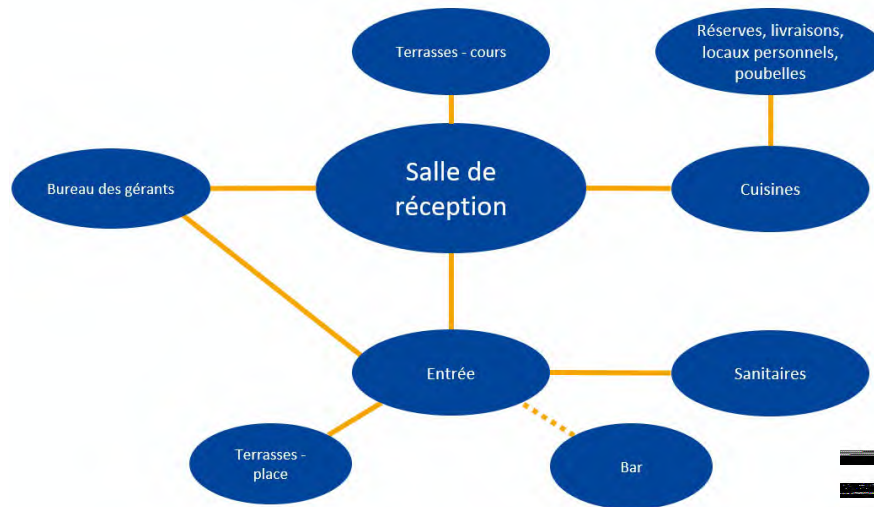 Terrasses - cours
Réserves, livraisons,
locaux personnels,
poubelles
Salle de
réception
Bureau des gérants
Cuisines
Entrée
Sanitaires
Terrasses -
place
Bar